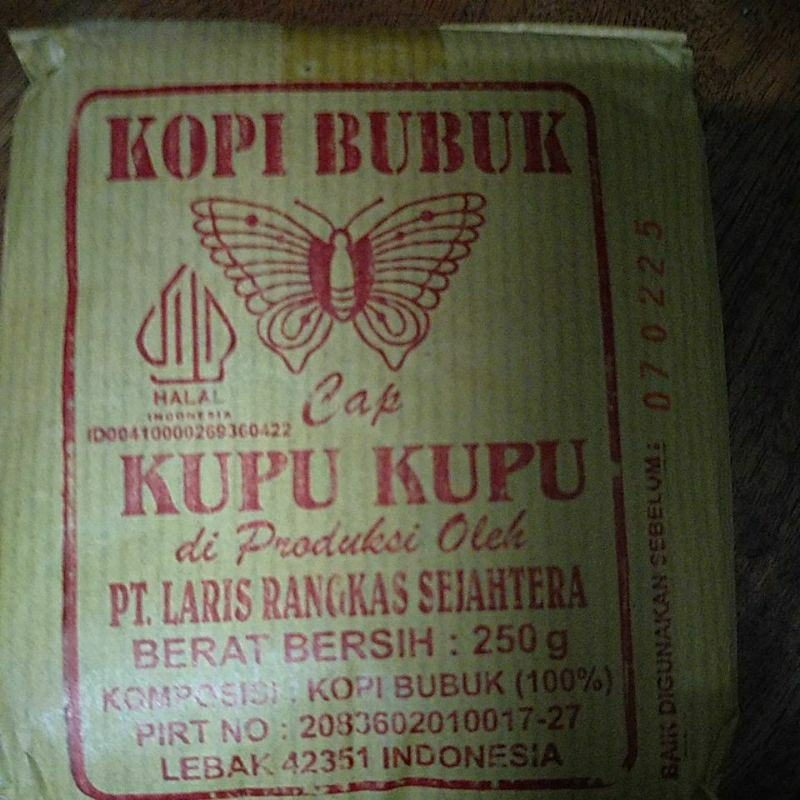 KOPI BUBUK
HALAL
INDONESIA
ID00410000269360422
Cap
KUPU KUPU
di Produksi Oleh
PT. LARIS RANGKAS SEJAHTERA
BERAT BERSIH : 250 g
KOMPOSISI : KOPI BUBUK (100%)
PIRT NO : 2083602010017-27
LEBAK 42351 INDONESIA
BAIK DIGUNAKAN SEBELUM : 070225